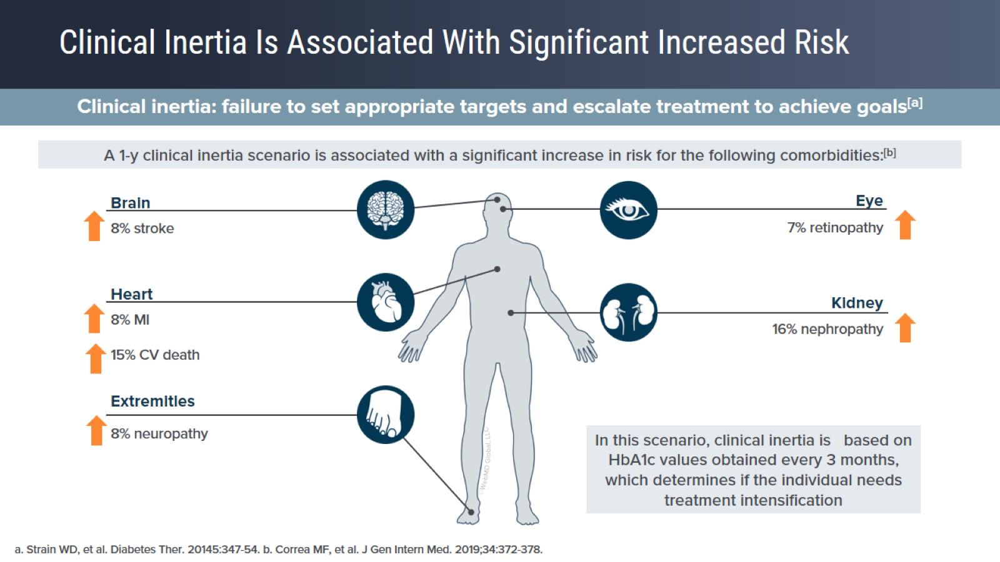 Clinical Inertia Is Associated With Significant Increased Risk
Clinical inertia: failure to set appropriate targets and escalate treatment to achieve goals[a]
A 1-y clinical inertia scenario is associated with a significant increase in risk for the following comorbidities:[b]
Brain
8% stroke
Heart
8% MI
15% CV death
Extremities
8% neuropathy
Eye
7% retinopathy
Kidney
16% nephropathy
©WebMD Global, LLC
In this scenario, clinical inertia is based on
HbA1c values obtained every 3 months,
which determines if the individual needs
treatment intensification
a. Strain WD, et al. Diabetes Ther. 20145:347-54. b. Correa MF, et al. J Gen Intern Med. 2019;34:372-378.